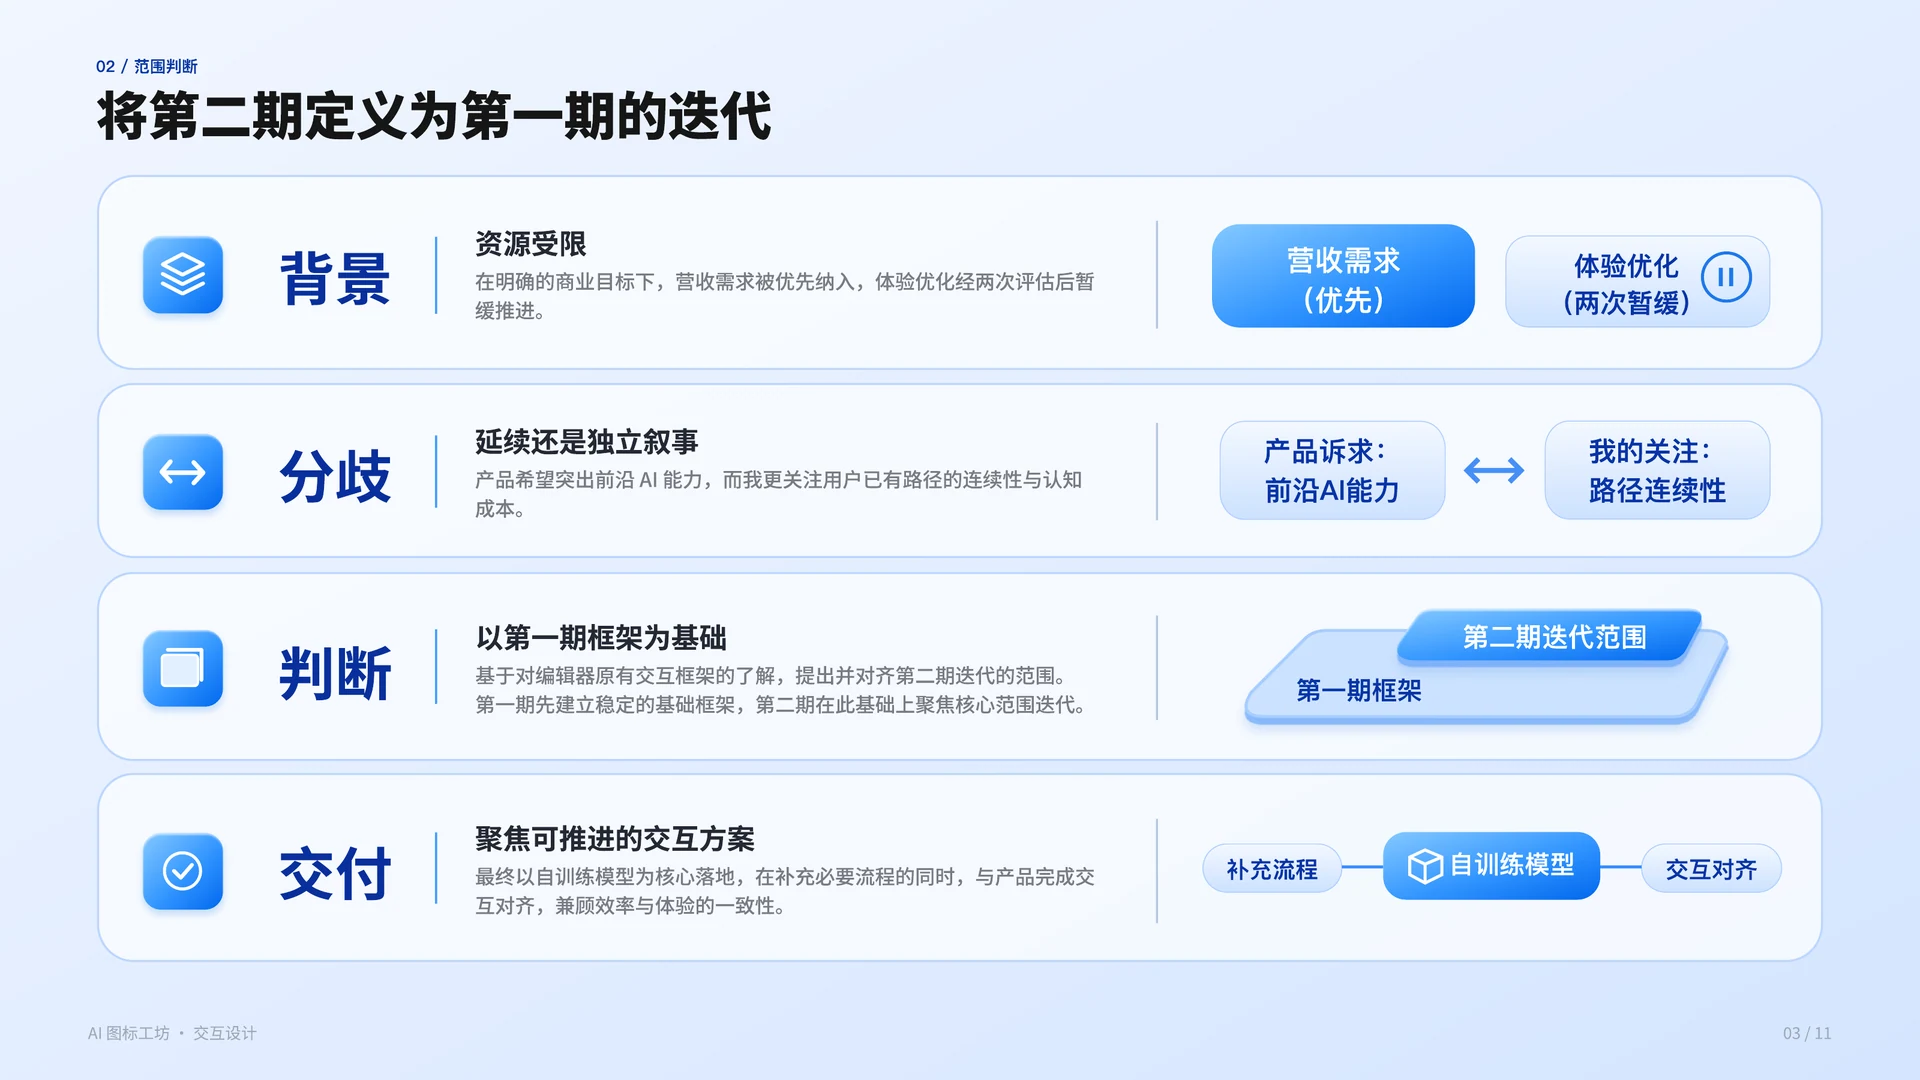 02 / 范围判断
将第二期定义为第一期的迭代
背景
资源受限
在明确的商业目标下，营收需求被优先纳入，体验优化经两次评估后暂
缓推进。
营收需求
（优先）
体验优化
（两次暂缓）
分歧
延续还是独立叙事
产品希望突出前沿 AI 能力，而我更关注用户已有路径的连续性与认知
成本。
产品诉求：
前沿AI能力
我的关注：
路径连续性
判断
以第一期框架为基础
基于对编辑器原有交互框架的了解，提出并对齐第二期迭代的范围。
第一期先建立稳定的基础框架，第二期在此基础上聚焦核心范围迭代。
第二期迭代范围
第一期框架
交付
聚焦可推进的交互方案
最终以自训练模型为核心落地，在补充必要流程的同时，与产品完成交
互对齐，兼顾效率与体验的一致性。
补充流程
自训练模型
交互对齐
AI 图标工坊 · 交互设计
03 / 11